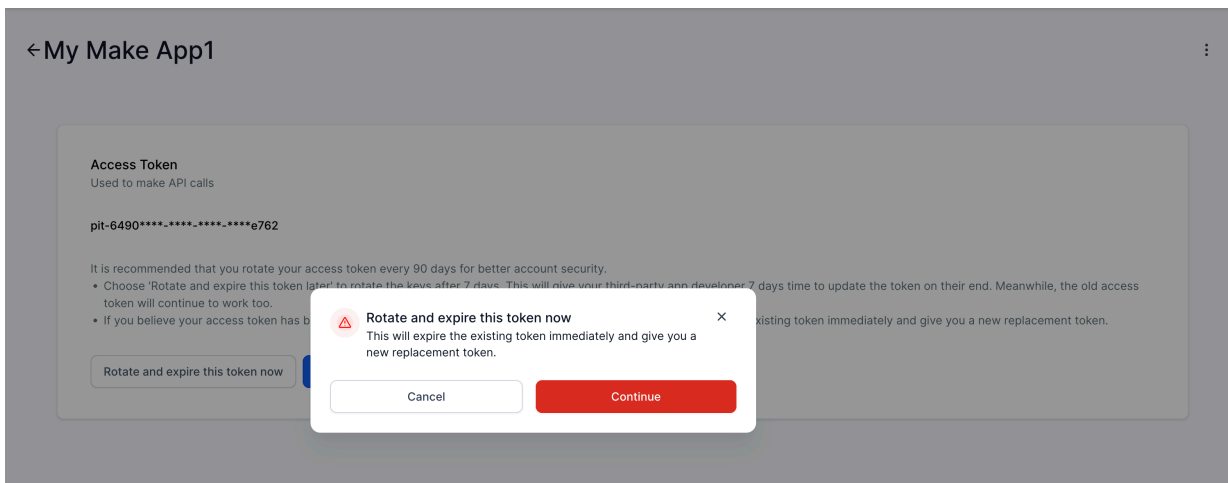 ←My Make App1
Access Token
Used to make API calls
pit-6490****-****-****-****e762
It is recommended that you rotate your access token every 90 days for better account security.
• Choose 'Rotate and expire this token later' to rotate the keys after 7 days. This will give your third-party app developer 7 days time to update the token on their end. Meanwhile, the old access
token will continue to work too.
• If you believe your access token has b
xisting token immediately and give you a new replacement token.
Rotate and expire this token now
Rotate and expire this token now
This will expire the existing token immediately and give you a
new replacement token.
Cancel
Continue